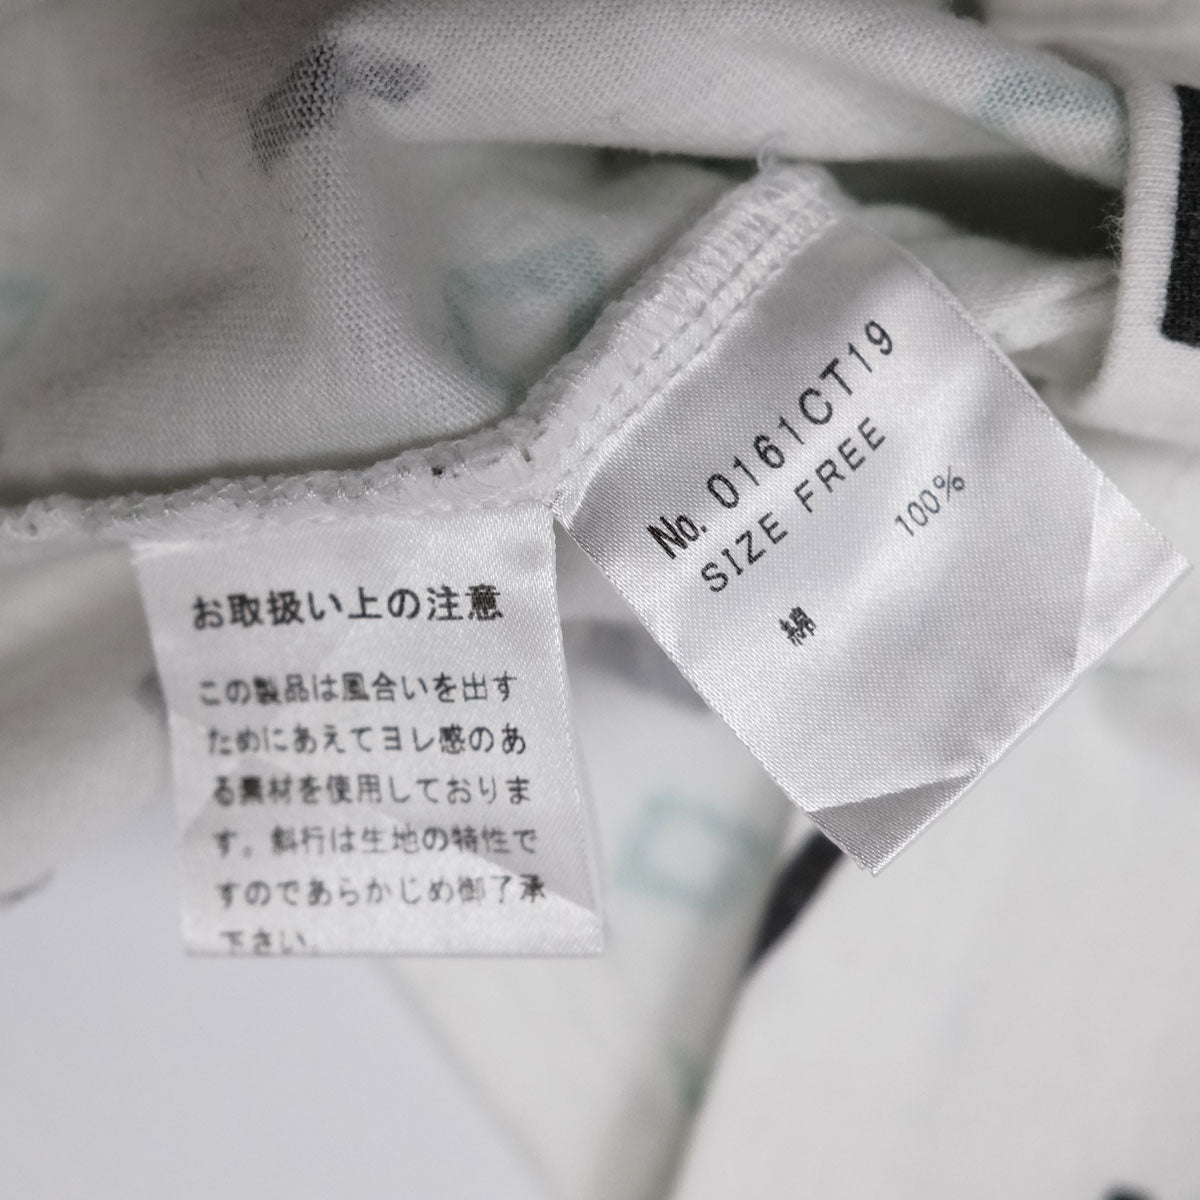 No. 0161CT19
SIZE FREE
綿 100%
お取扱い上の注意
この製品は風合いを出す
ためにあえてヨレ感のあ
る素材を使用しておりま
す。斜行は生地の特性で
すのであらかじめ御了承
下さい。